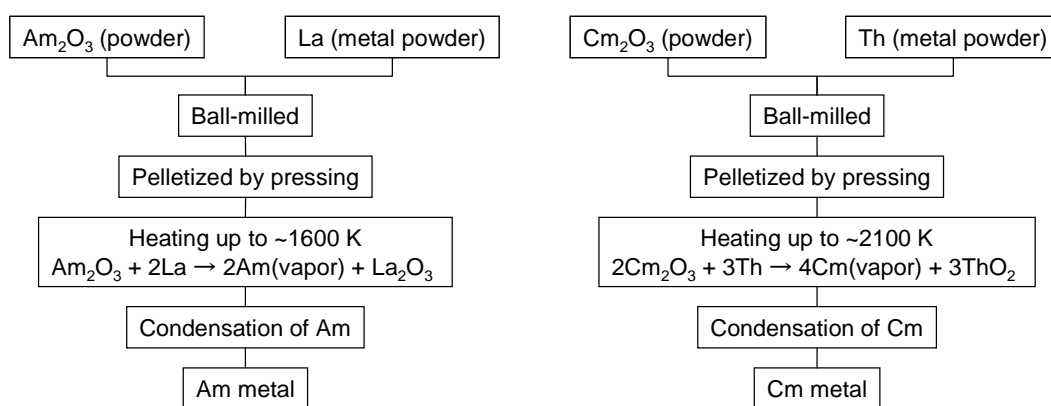 Am₂O₃ (powder)
La (metal powder)
Ball-milled
Pelletized by pressing
Heating up to ~1600 K
Am₂O₃ + 2La → 2Am(vapor) + La₂O₃
Condensation of Am
Am metal
Cm₂O₃ (powder)
Th (metal powder)
Ball-milled
Pelletized by pressing
Heating up to ~2100 K
2Cm₂O₃ + 3Th → 4Cm(vapor) + 3ThO₂
Condensation of Cm
Cm metal